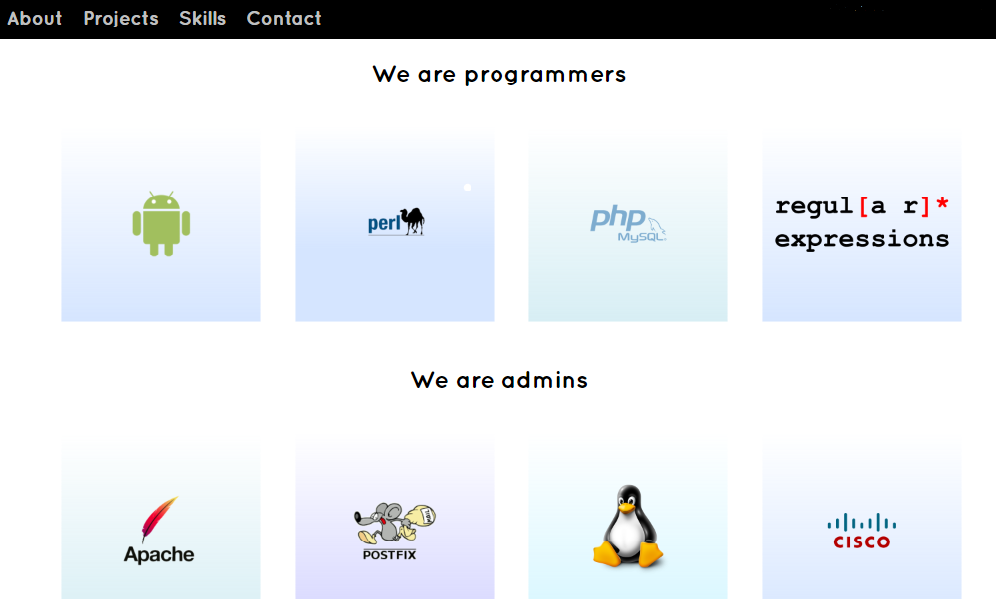 About Projects Skills Contact
We are programmers
perl
php
MySQL
regul[a r]*
expressions
We are admins
Apache
POSTFIX
CISCO